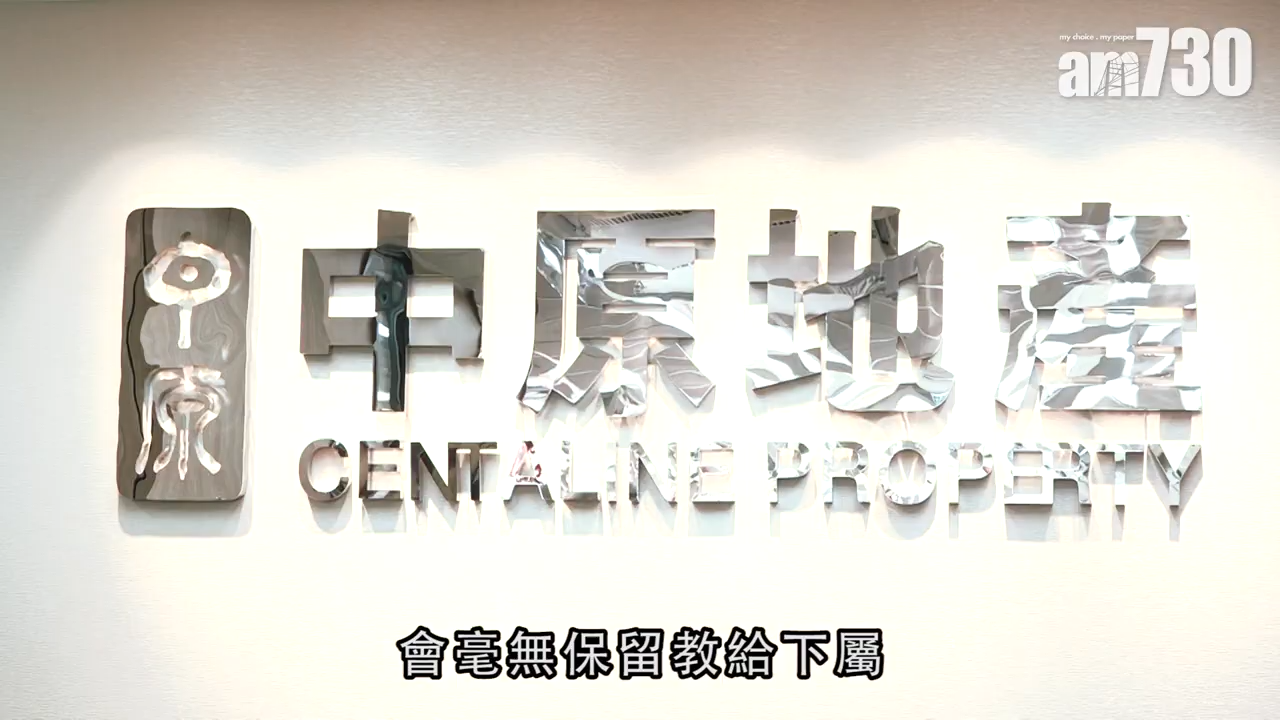 my choice . my paper
am730
中原
中原地產
CENTALINE PROPERTY
會毫無保留教給下屬